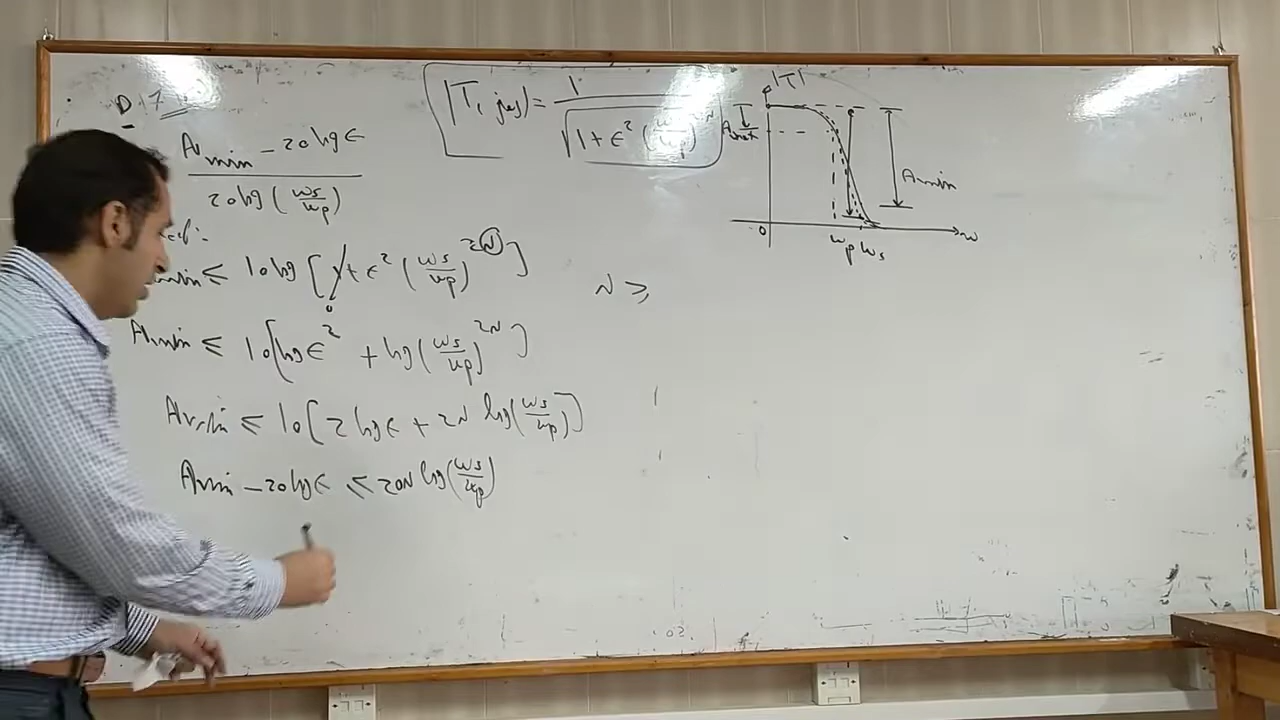 D 17
Amin - 20 log ε
20 log (ωs/ωp)
|T(jω)| = 1 / √(1 + ε² (ω/ωp)^2N)
Amin ≤ 10 log [1 + ε² (ωs/ωp)^2N]
0
Amin ≤ 10 [log ε² + log (ωs/ωp)^2N]
Amin ≤ 10 [2 log ε + 2N log (ωs/ωp)]
Amin - 20 log ε ≤ 20N log (ωs/ωp)
N ≥
|T|
Amax
Amin
0
ωp ωs
ω